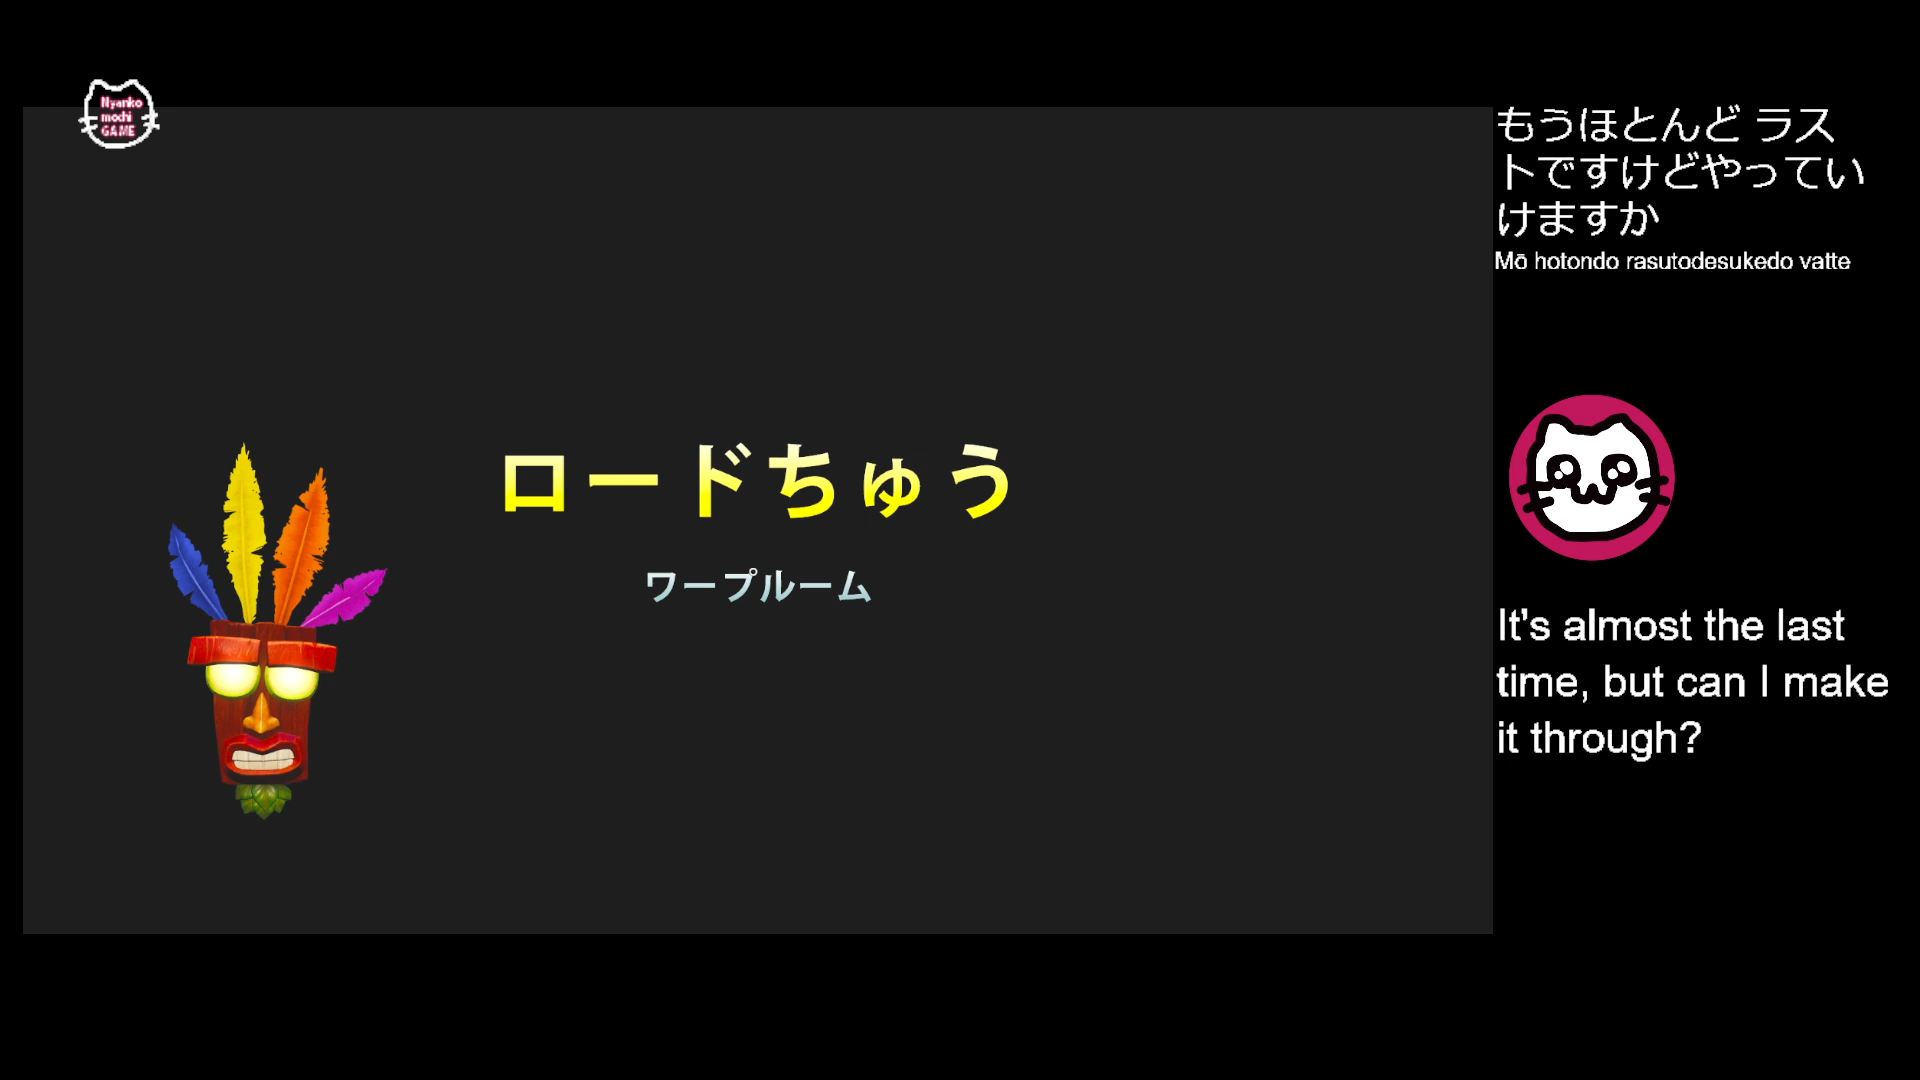 Nyanko
mochi
GAME
ロードちゅう
ワープルーム
もうほとんど ラス
トですけどやってい
けますか
Mō hotondo rasutodesukedo yatte
It's almost the last
time, but can I make
it through?